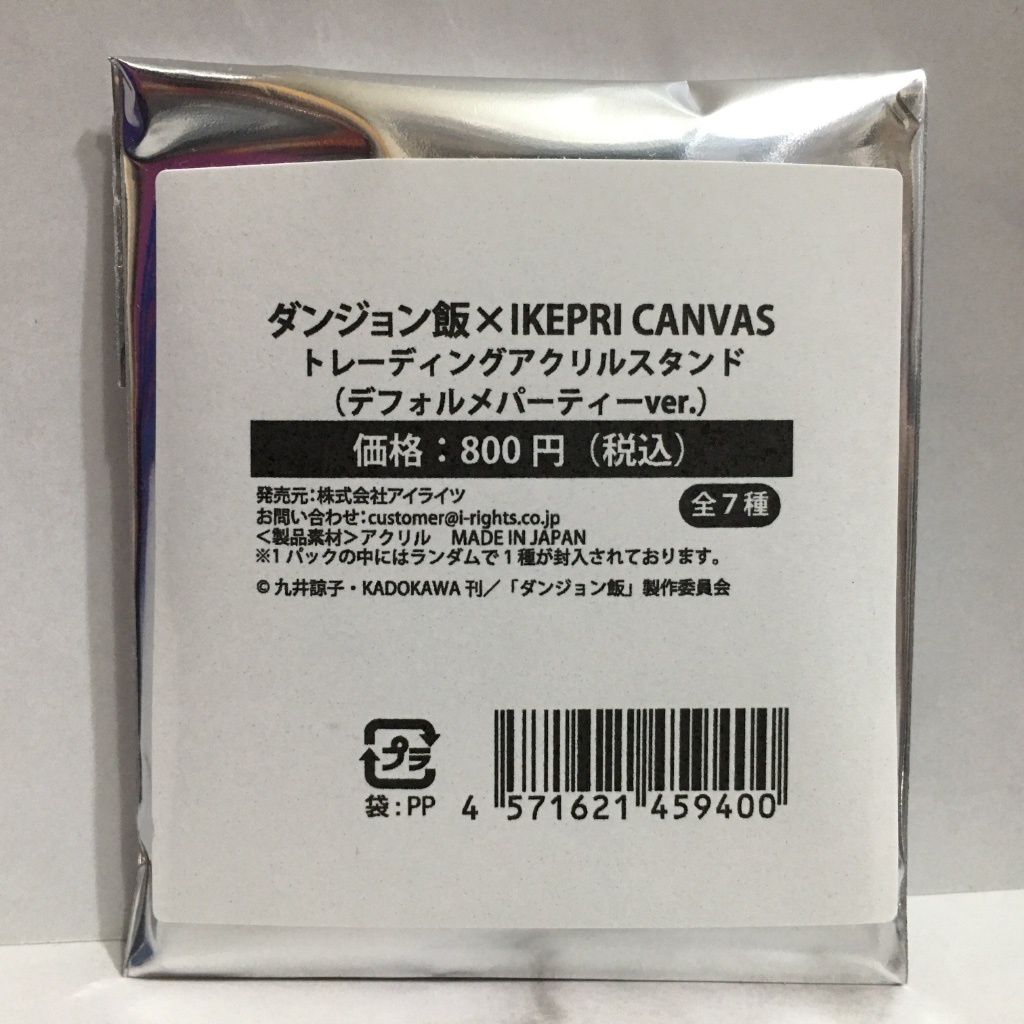 ダンジョン飯×IKEPRI CANVAS
トレーディングアクリルスタンド
（デフォルメパーティーver.）
価格：800円（税込）
発売元：株式会社アイライツ
お問い合わせ：customer@i-rights.co.jp
全7種
＜製品素材＞アクリル　MADE IN JAPAN
※1パックの中にはランダムで1種が封入されております。
© 九井諒子・KADOKAWA 刊／「ダンジョン飯」製作委員会
プラ
袋：PP
4 571621 459400